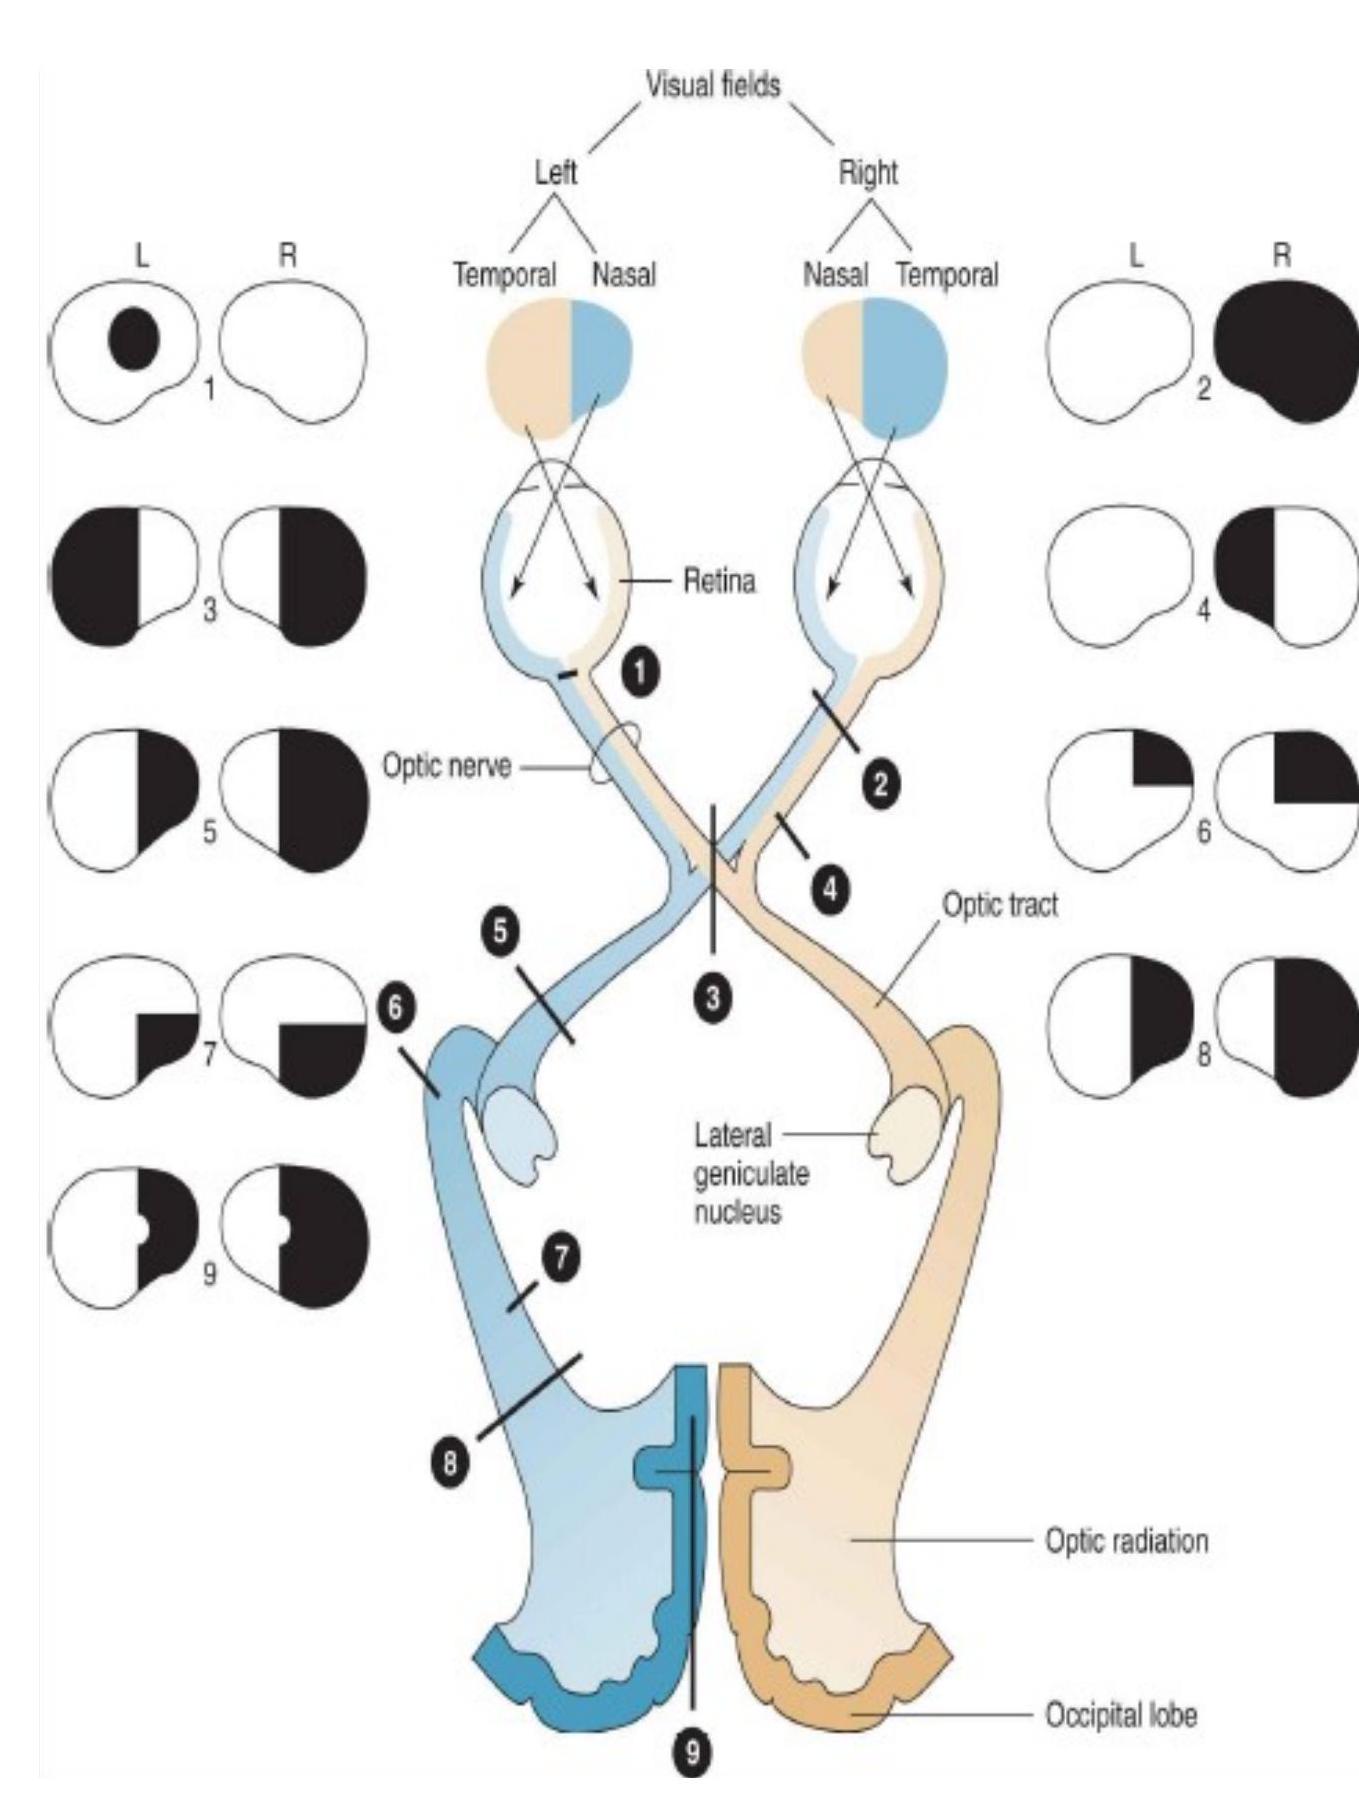 Visual fields
Left Right
Temporal Nasal Nasal Temporal
L R
L R
1
2
3
Retina
4
1
Optic nerve
2
5
6
4
Optic tract
5
3
6
7
8
Lateral
geniculate
nucleus
7
9
8
Optic radiation
Occipital lobe
9